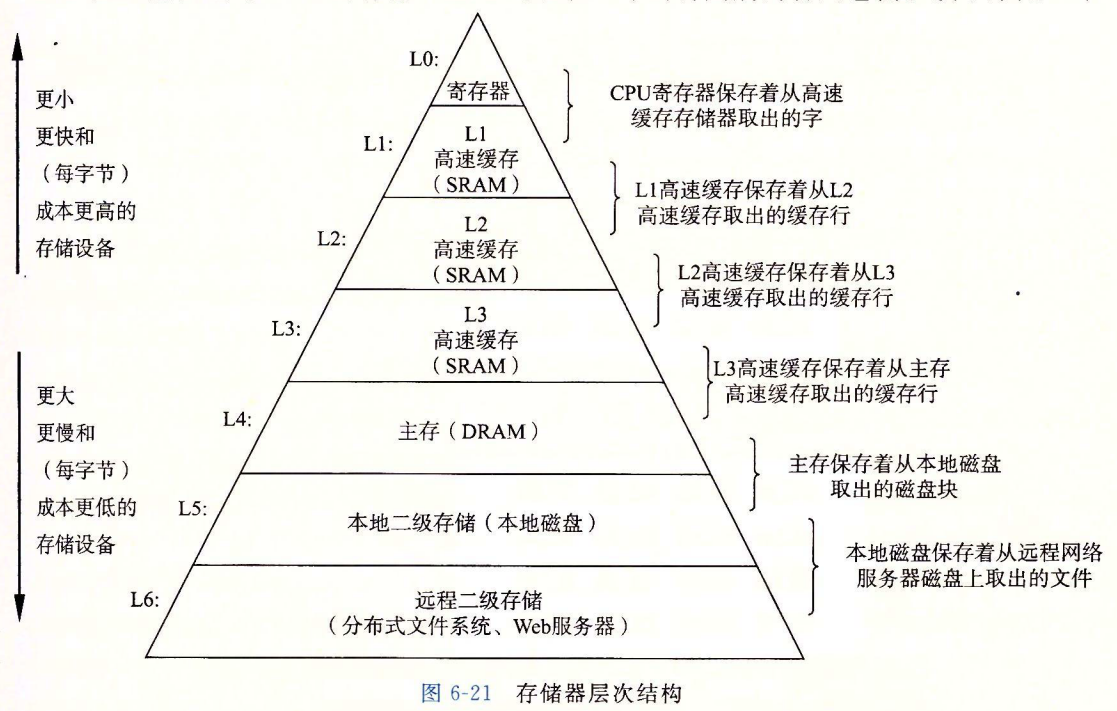 L0:
寄存器
CPU寄存器保存着从高速
缓存存储器取出的字
更小
更快和
（每字节）
成本更高的
存储设备
L1:
L1
高速缓存
（SRAM）
L1高速缓存保存着从L2
高速缓存取出的缓存行
L2:
L2
高速缓存
（SRAM）
L2高速缓存保存着从L3
高速缓存取出的缓存行
L3:
L3
高速缓存
（SRAM）
L3高速缓存保存着从主存
高速缓存取出的缓存行
更大
更慢和
（每字节）
成本更低的
存储设备
L4:
主存（DRAM）
主存保存着从本地磁盘
取出的磁盘块
L5:
本地二级存储（本地磁盘）
本地磁盘保存着从远程网络
服务器磁盘上取出的文件
L6:
远程二级存储
（分布式文件系统、Web服务器）
图 6-21 存储器层次结构